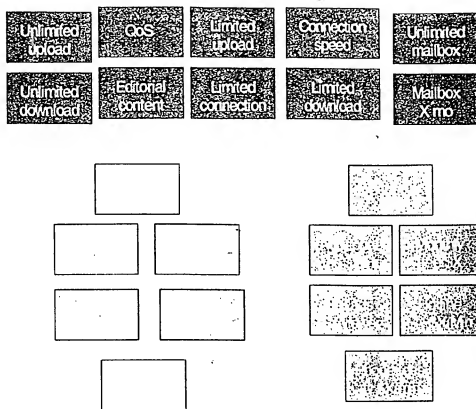 Unlimited
upload
QoS
Limited
upload
Connection
speed
Unlimited
mailbox
Unlimited
download
Editorial
content
Limited
connection
Limited
download
Mailbox
X mo